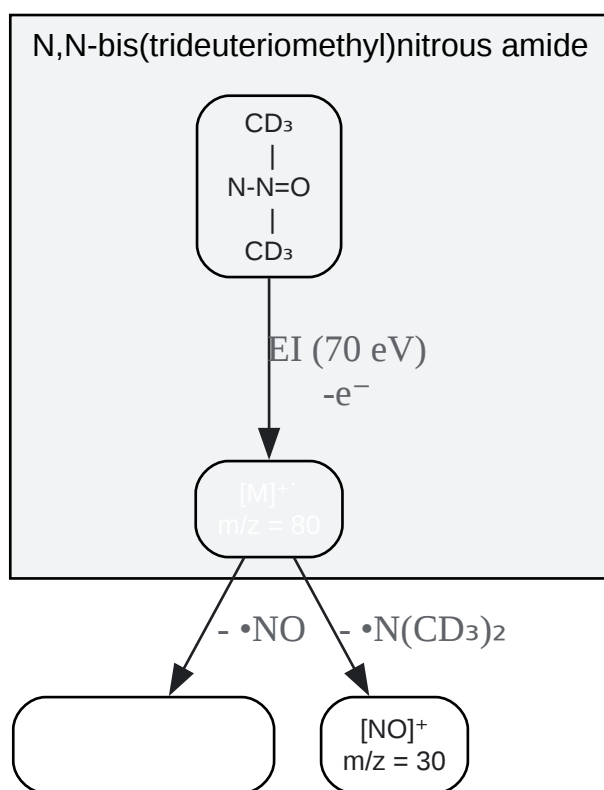 N,N-bis(trideuteriomethyl)nitrous amide
CD₃
|
N-N=O
|
CD₃
EI (70 eV)
-e⁻
[M]⁺˙
m/z = 80
- •NO
- •N(CD₃)₂
[NO]⁺
m/z = 30